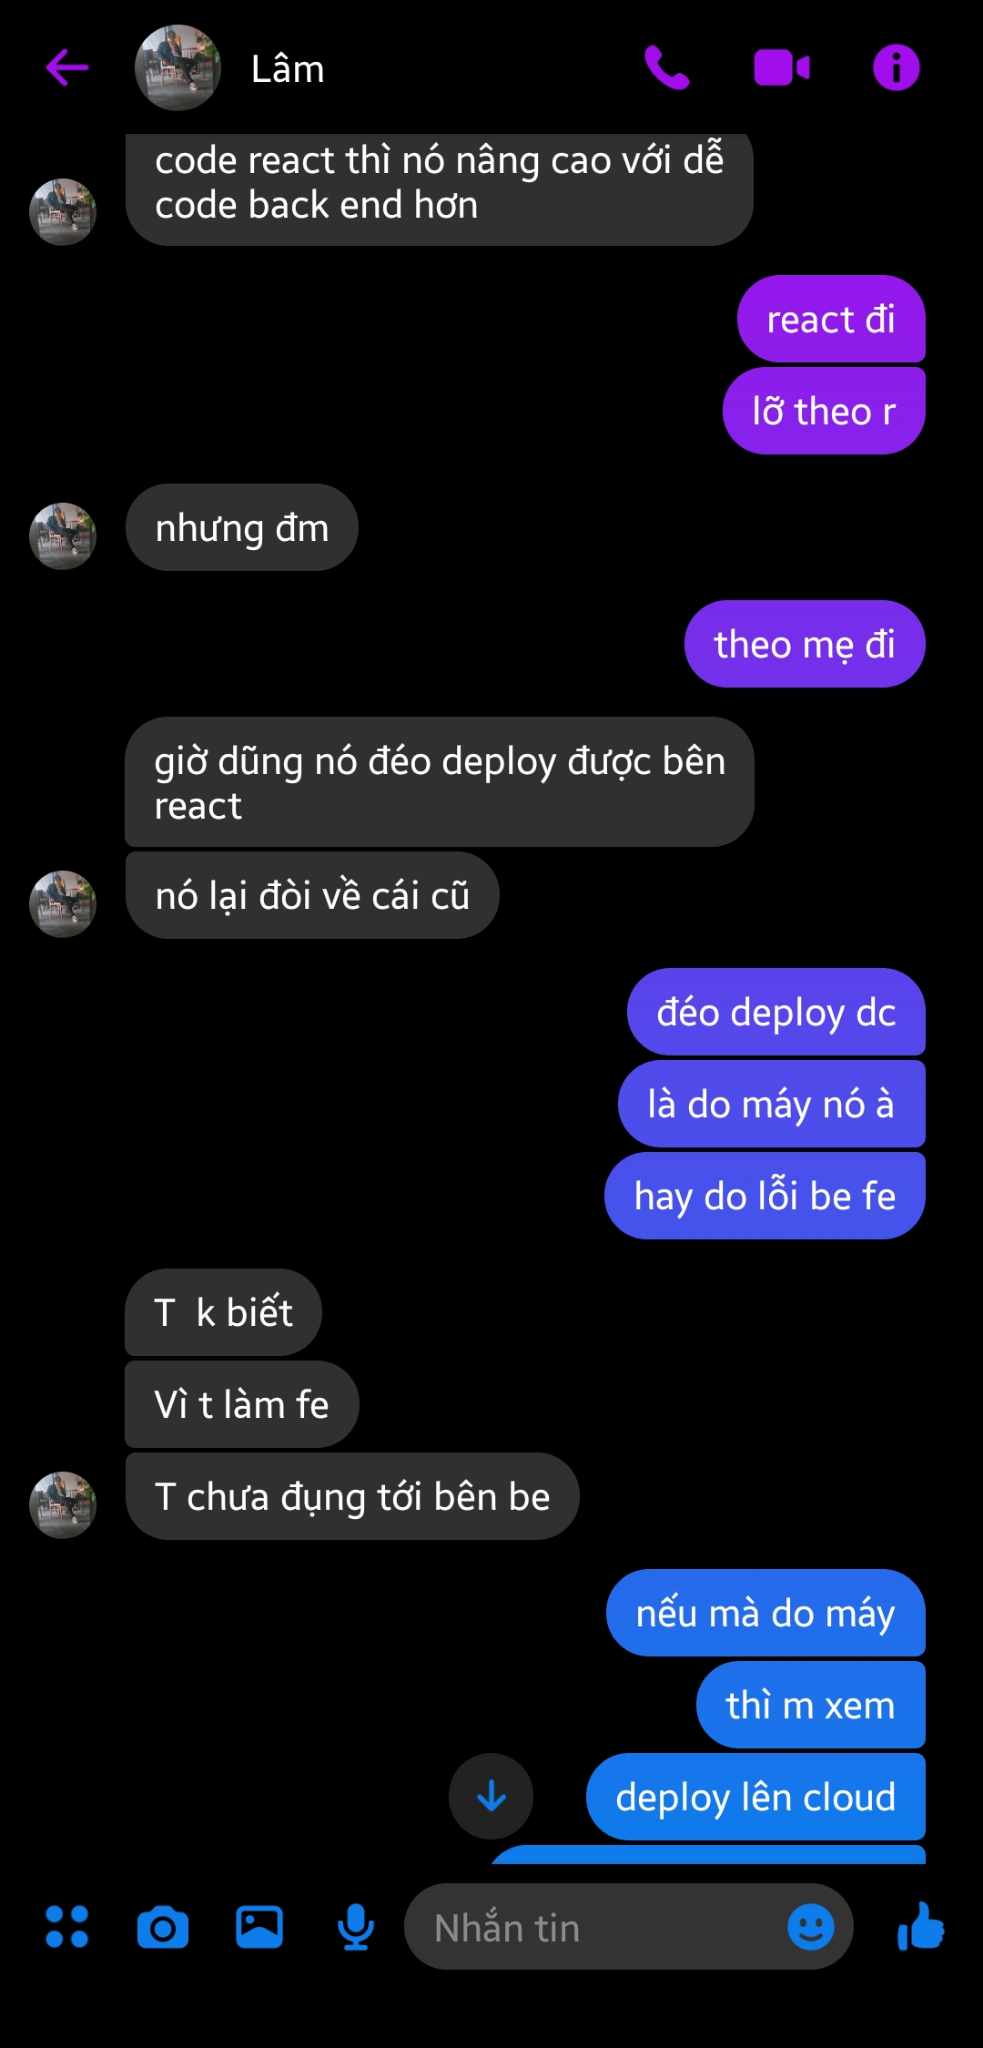 Lâm
code react thì nó nâng cao với dễ
code back end hơn
react đi
lỡ theo r
nhưng đm
theo mẹ đi
giờ dũng nó đéo deploy được bên
react
nó lại đòi về cái cũ
đéo deploy dc
là do máy nó à
hay do lỗi be fe
T  k biết
Vì t làm fe
T chưa đụng tới bên be
nếu mà do máy
thì m xem
deploy lên cloud
Nhắn tin